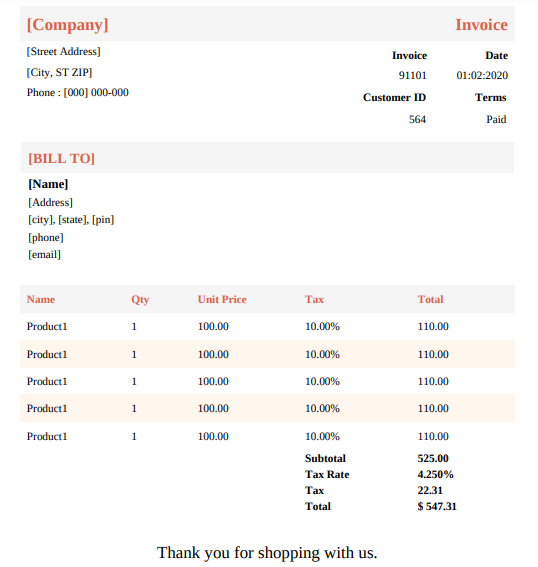 [Company] Invoice
[Street Address]
Invoice Date
[City, ST ZIP]
91101 01:02:2020
Phone : [000] 000-000
Customer ID Terms
564 Paid
[BILL TO]
[Name]
[Address]
[city], [state], [pin]
[phone]
[email]
Name Qty Unit Price Tax Total
Product1 1 100.00 10.00% 110.00
Product1 1 100.00 10.00% 110.00
Product1 1 100.00 10.00% 110.00
Product1 1 100.00 10.00% 110.00
Product1 1 100.00 10.00% 110.00
Subtotal 525.00
Tax Rate 4.250%
Tax 22.31
Total $ 547.31
Thank you for shopping with us.